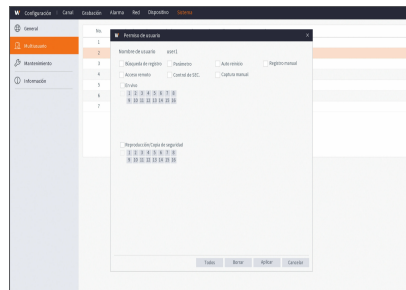 W Configuración Canal Grabación Alarma Red Dispositivo Sistema
General
Multiusuario
Mantenimiento
Información
No.
1
2
3
4
5
6
7
W Permiso de usuario ×
Nombre de usuario user1
Búsqueda de registro Parámetro Auto reinicio Registro manual
Acceso remoto Control de SEC. Captura manual
En vivo
1 2 3 4 5 6 7 8
9 10 11 12 13 14 15 16
Reproducción/Copia de seguridad
1 2 3 4 5 6 7 8
9 10 11 12 13 14 15 16
Todos Borrar Aplicar Cancelar